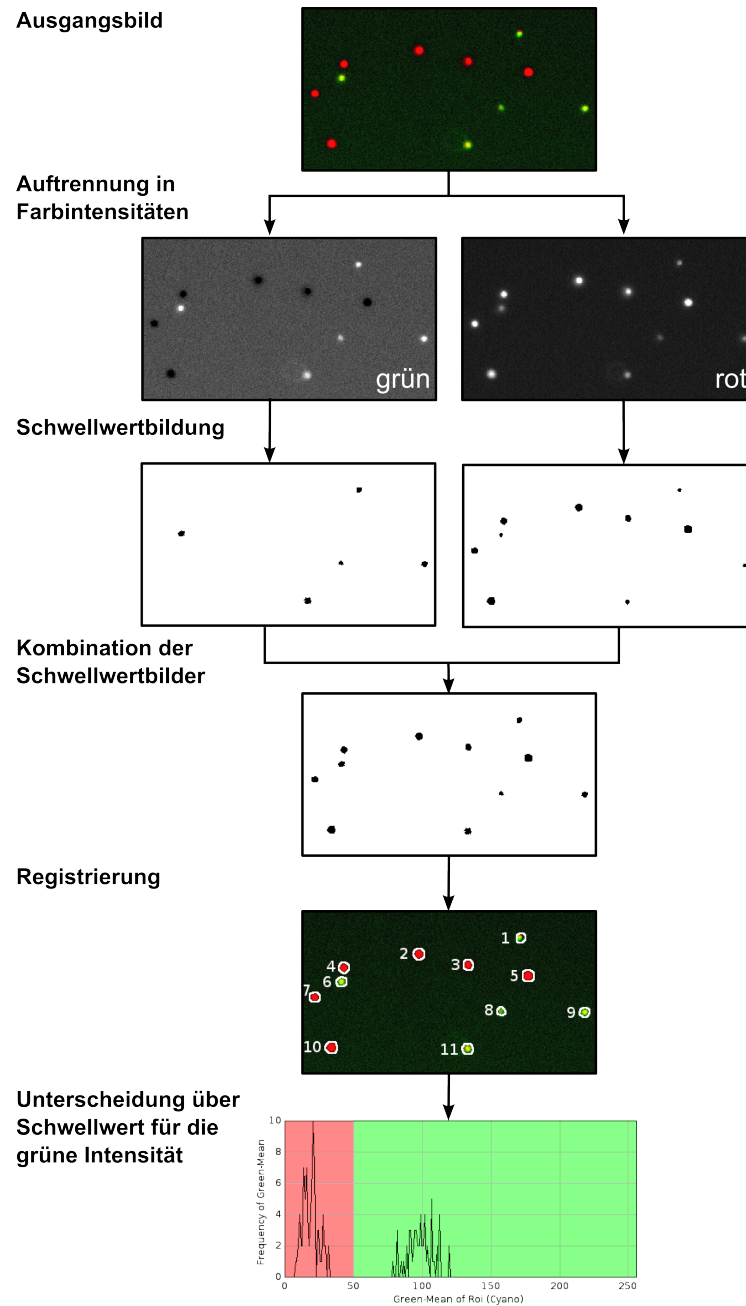 Ausgangsbild
Auftrennung in
Farbintensitäten
grün
rot
Schwellwertbildung
Kombination der
Schwellwertbilder
Registrierung
1
2
3
4
5
6
7
8
9
10
11
Unterscheidung über
Schwellwert für die
grüne Intensität
Frequency of Green-Mean
10
8
6
4
2
0
0 50 100 150 200 250
Green-Mean of Roi (Cyano)